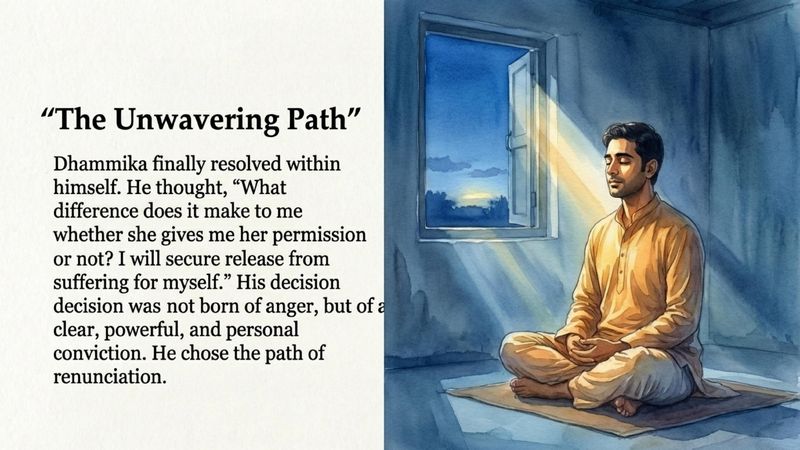 “The Unwavering Path”
Dhammika finally resolved within
himself. He thought, “What
difference does it make to me
whether she gives me her permission
or not? I will secure release from
suffering for myself.” His decision
decision was not born of anger, but of a
clear, powerful, and personal
conviction. He chose the path of
renunciation.